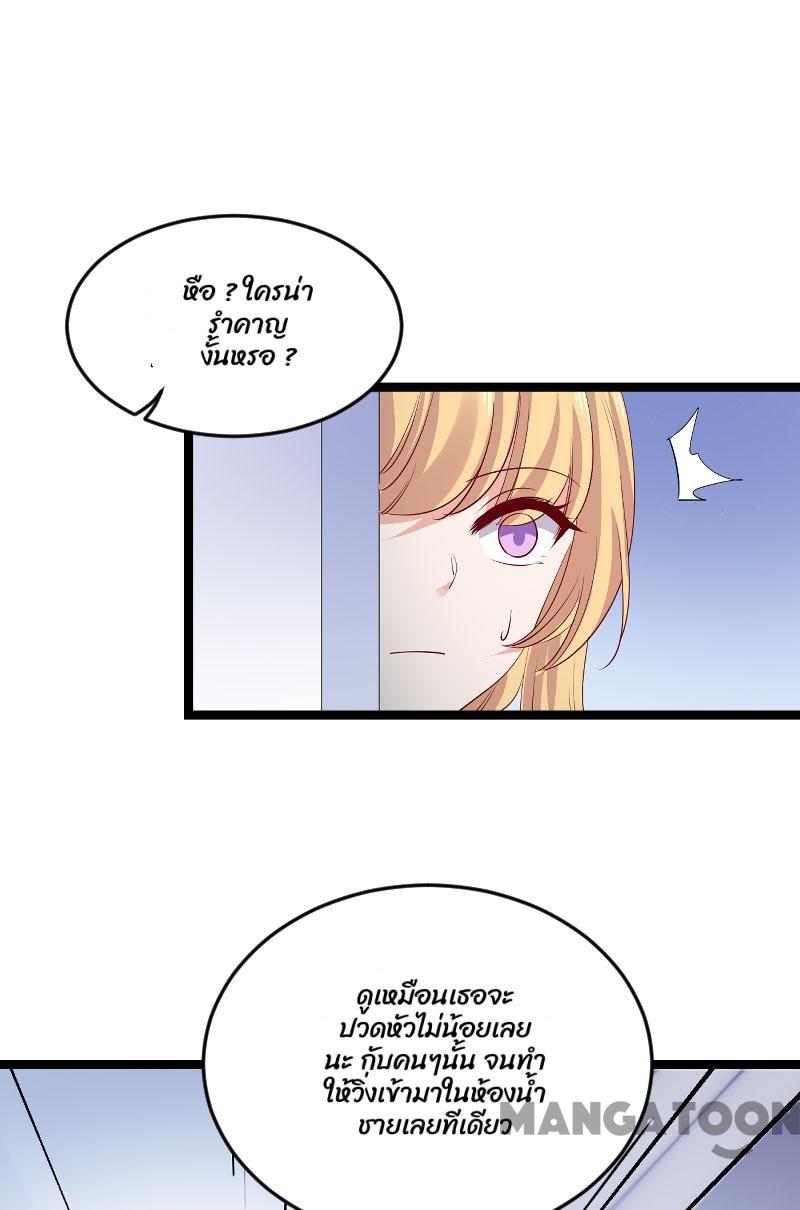 หือ ? ใครน่า
รำคาญ
งั้นหรอ ?
ดูเหมือนเธอจะ
ปวดหัวไม่น้อยเลย
นะ กับคนๆนั้น จนทำ
ให้วิ่งเข้ามาในห้องน้ำ
ชายเลยทีเดียว
MANGATOON